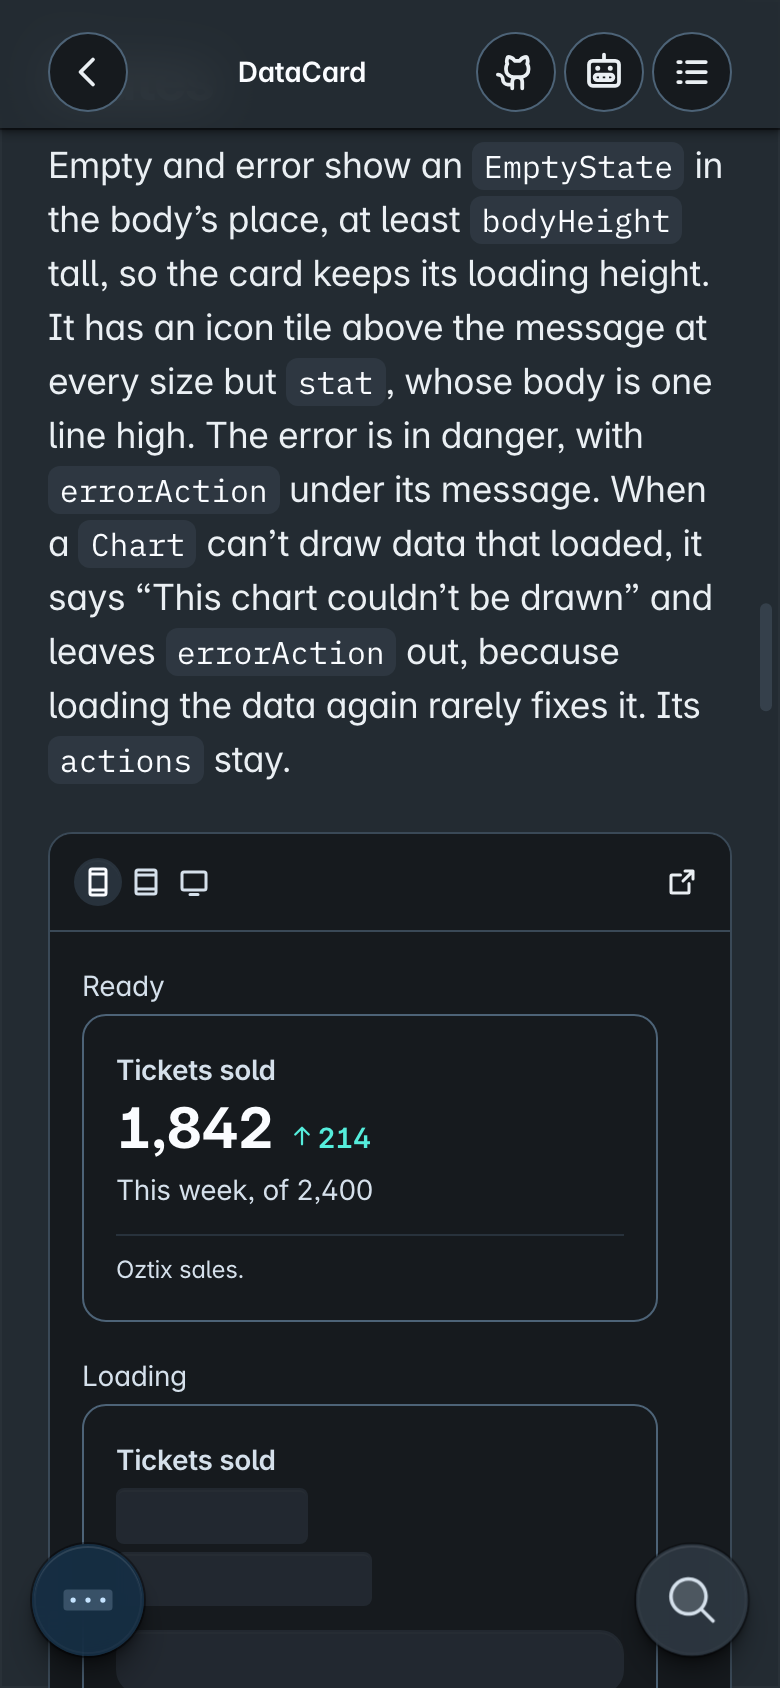 DataCard
Empty and error show an EmptyState in
the body’s place, at least bodyHeight
tall, so the card keeps its loading height.
It has an icon tile above the message at
every size but stat, whose body is one
line high. The error is in danger, with
errorAction under its message. When
a Chart can’t draw data that loaded, it
says “This chart couldn’t be drawn” and
leaves errorAction out, because
loading the data again rarely fixes it. Its
actions stay.
Ready
Tickets sold
1,842 ↑ 214
This week, of 2,400
Oztix sales.
Loading
Tickets sold